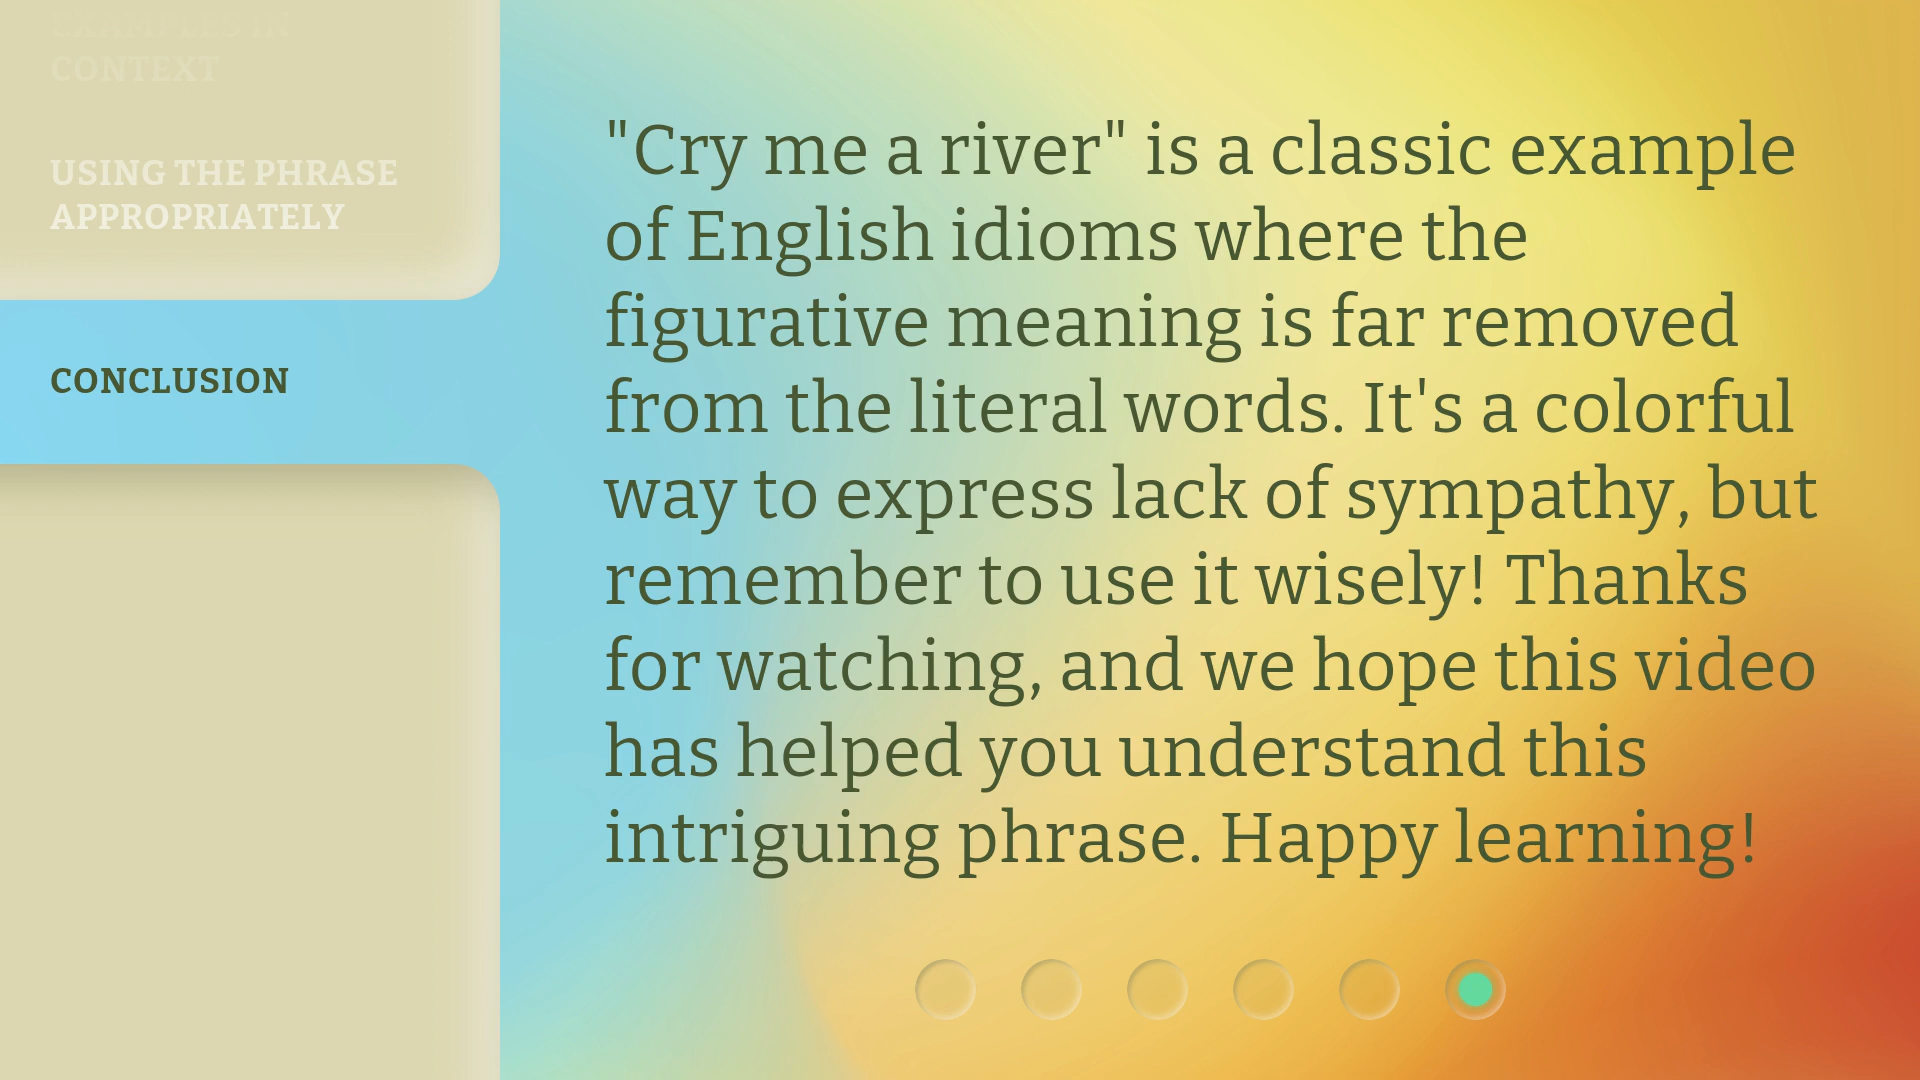 EXAMPLES IN
CONTEXT
USING THE PHRASE
APPROPRIATELY
CONCLUSION
"Cry me a river" is a classic example
of English idioms where the
figurative meaning is far removed
from the literal words. It's a colorful
way to express lack of sympathy, but
remember to use it wisely! Thanks
for watching, and we hope this video
has helped you understand this
intriguing phrase. Happy learning!